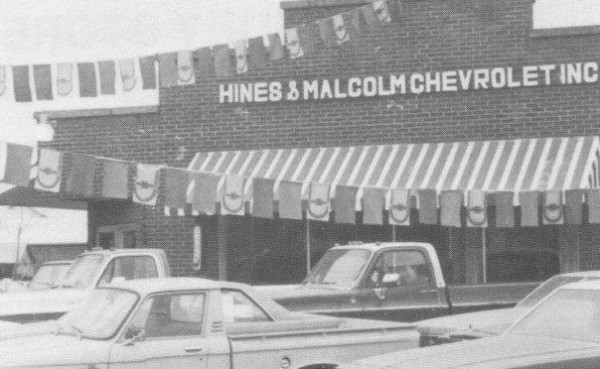 HINES & MALCOLM CHEVROLET INC